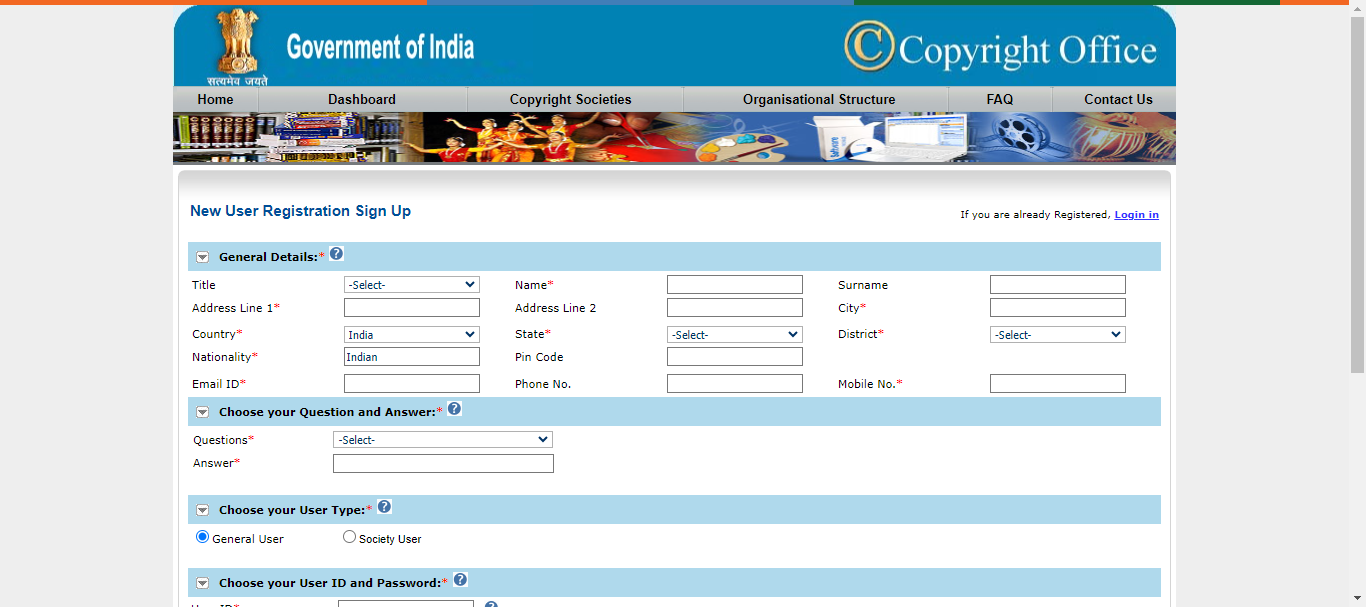 सत्यमेव जयते
Government of India
©Copyright Office
Home Dashboard Copyright Societies Organisational Structure FAQ Contact Us
Software
New User Registration Sign Up
If you are already Registered, Login in
General Details:* ?
Title -Select- Name* Surname
Address Line 1* Address Line 2 City*
Country* India State* -Select- District* -Select-
Nationality* Indian Pin Code
Email ID* Phone No. Mobile No.*
Choose your Question and Answer:* ?
Questions* -Select-
Answer*
Choose your User Type:* ?
General User Society User
Choose your User ID and Password:* ?
User ID* ?